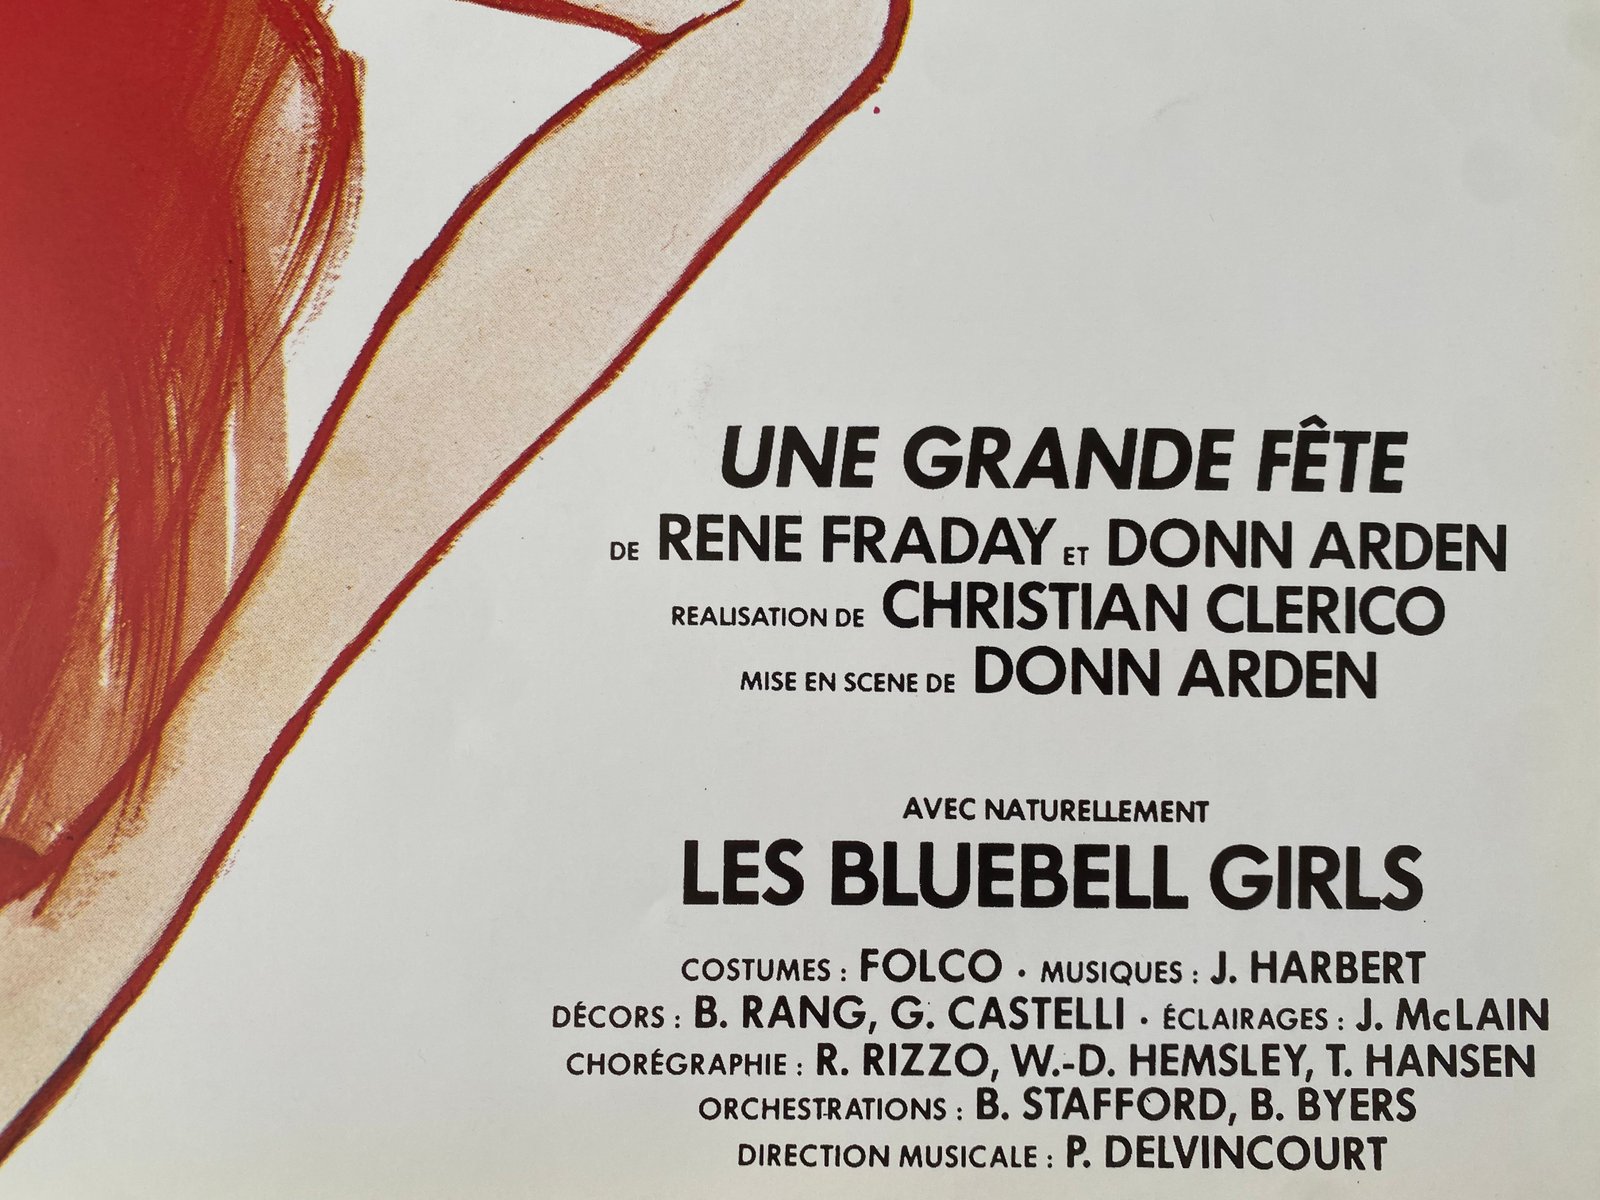 UNE GRANDE FÊTE
DE RENE FRADAY ET DONN ARDEN
REALISATION DE CHRISTIAN CLERICO
MISE EN SCENE DE DONN ARDEN
AVEC NATURELLEMENT
LES BLUEBELL GIRLS
COSTUMES : FOLCO • MUSIQUES : J. HARBERT
DÉCORS : B. RANG, G. CASTELLI • ÉCLAIRAGES : J. McLAIN
CHORÉGRAPHIE : R. RIZZO, W.-D. HEMSLEY, T. HANSEN
ORCHESTRATIONS : B. STAFFORD, B. BYERS
DIRECTION MUSICALE : P. DELVINCOURT